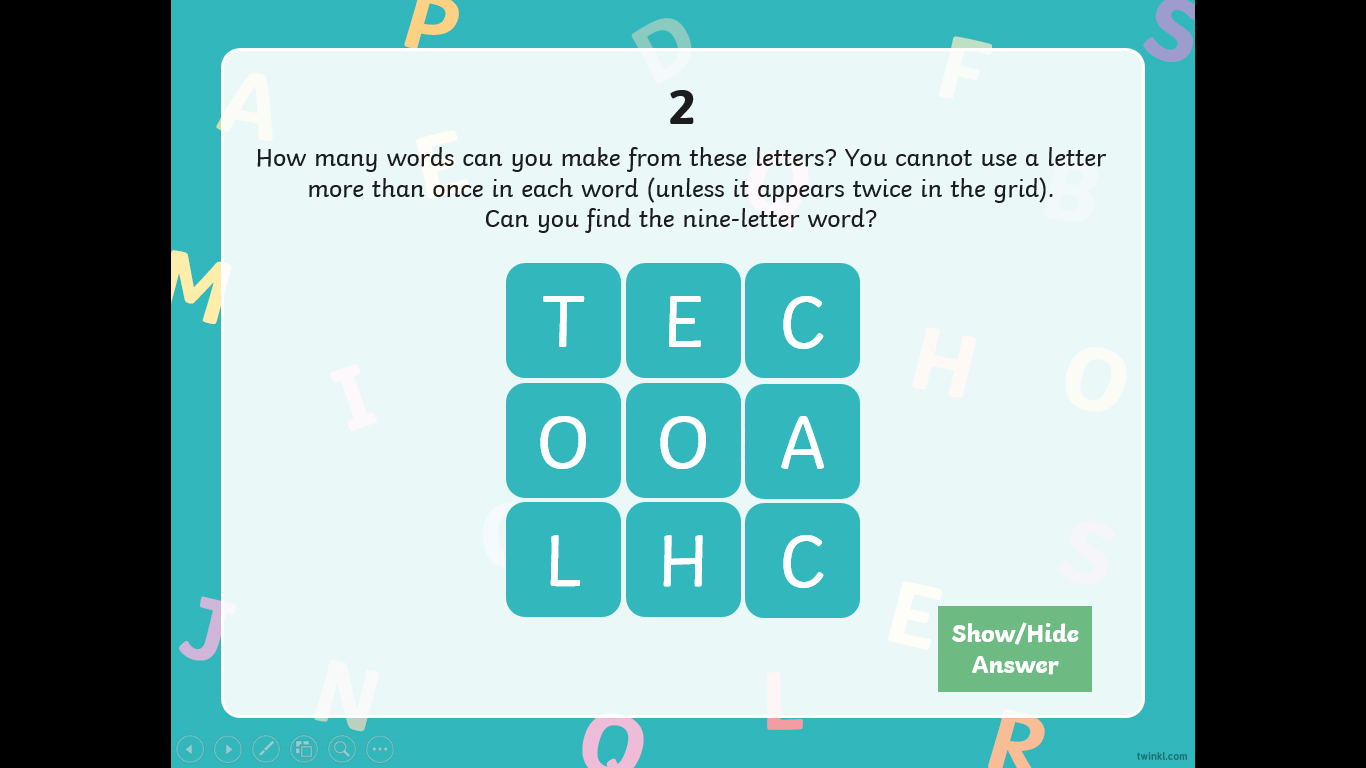 2
How many words can you make from these letters? You cannot use a letter
more than once in each word (unless it appears twice in the grid).
Can you find the nine-letter word?
T E C
O O A
L H C
Show/Hide
Answer
P
D
F
S
A
E
O
B
M
I
H
O
C
S
J
E
N
L
Q
R
twinkl.com